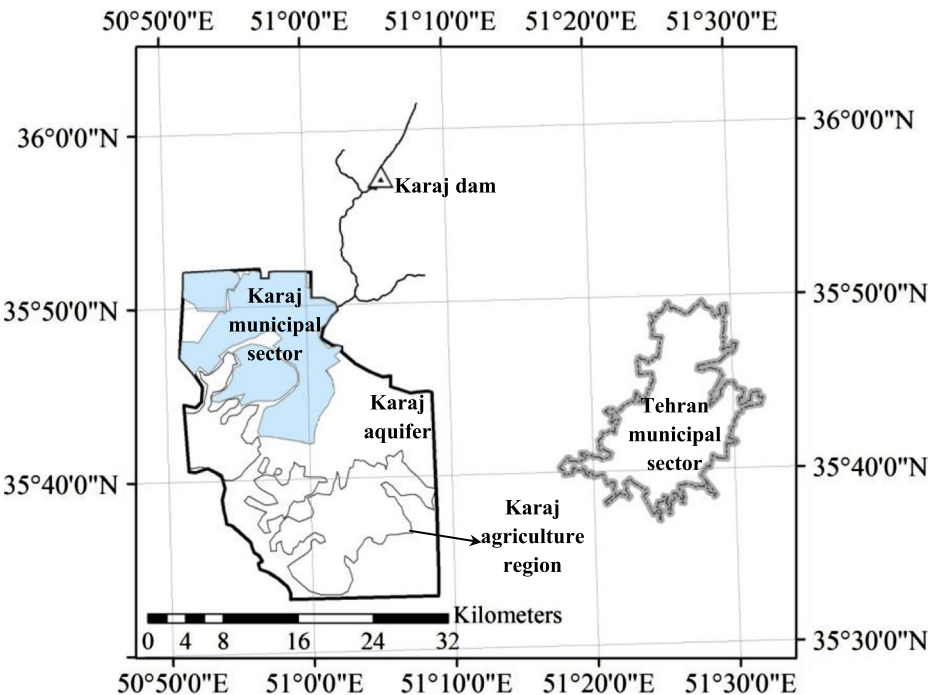 50°50'0"E 51°0'0"E 51°10'0"E 51°20'0"E 51°30'0"E
36°0'0"N
36°0'0"N
Karaj dam
35°50'0"N
35°50'0"N
Karaj
municipal
sector
Karaj
aquifer
Tehran
municipal
sector
35°40'0"N
35°40'0"N
Karaj
agriculture
region
Kilometers
0 4 8 16 24 32
35°30'0"N
50°50'0"E 51°0'0"E 51°10'0"E 51°20'0"E 51°30'0"E